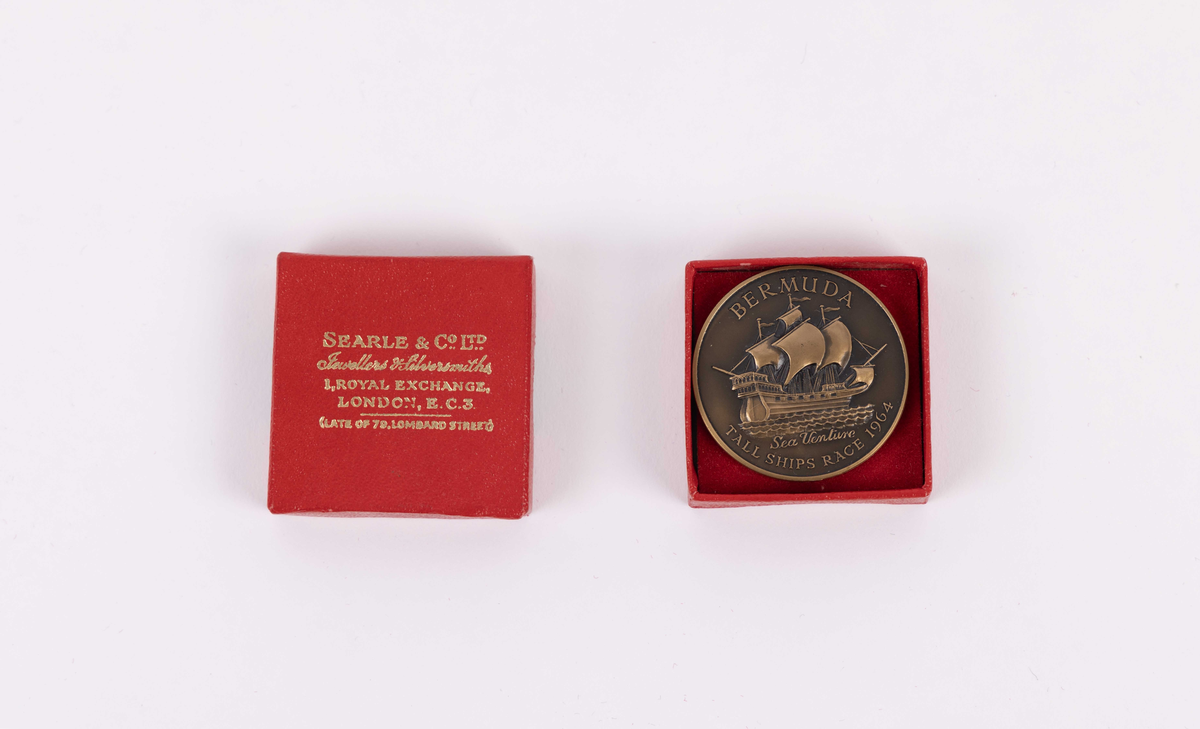 SEARLE & CO LTD
Jewellers & Silversmiths
1, ROYAL EXCHANGE,
LONDON, E.C.3.
(LATE OF 78, LOMBARD STREET)
BERMUDA
Sea Venture
TALL SHIPS RACE 1964